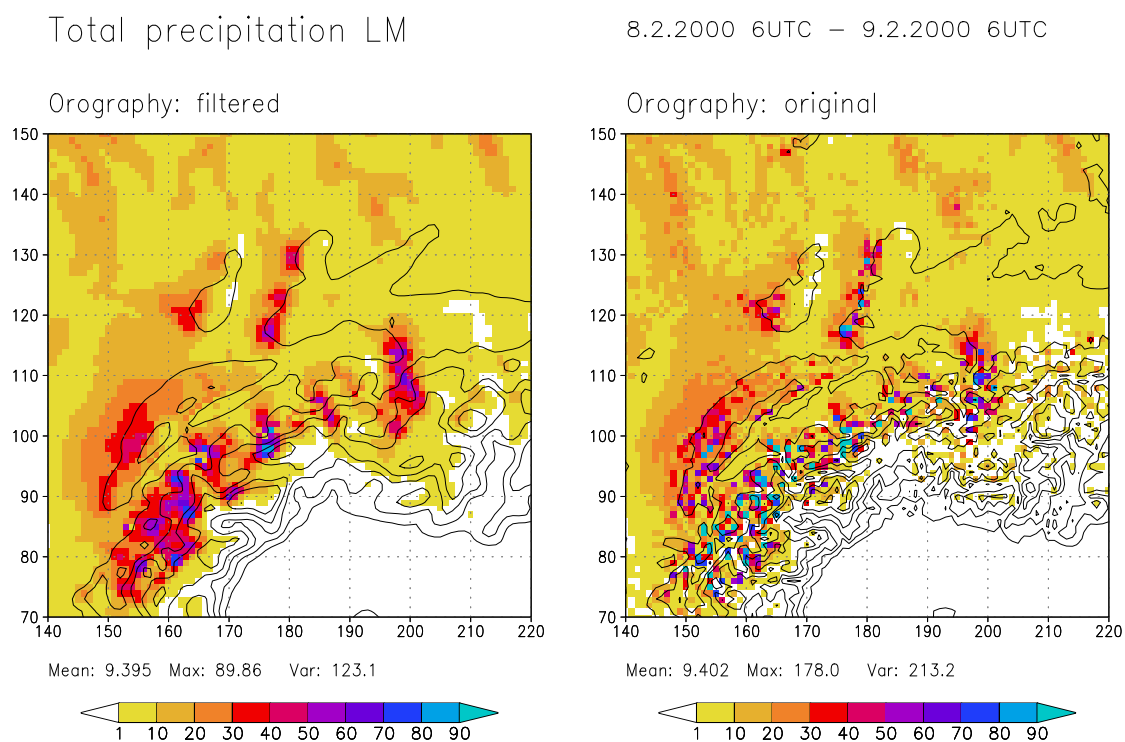 Total precipitation LM
8.2.2000 6UTC – 9.2.2000 6UTC
Orography: filtered
150
140
130
120
110
100
90
80
70
140 150 160 170 180 190 200 210 220
Mean: 9.395 Max: 89.86 Var: 123.1
1 10 20 30 40 50 60 70 80 90
Orography: original
150
140
130
120
110
100
90
80
70
140 150 160 170 180 190 200 210 220
Mean: 9.402 Max: 178.0 Var: 213.2
1 10 20 30 40 50 60 70 80 90